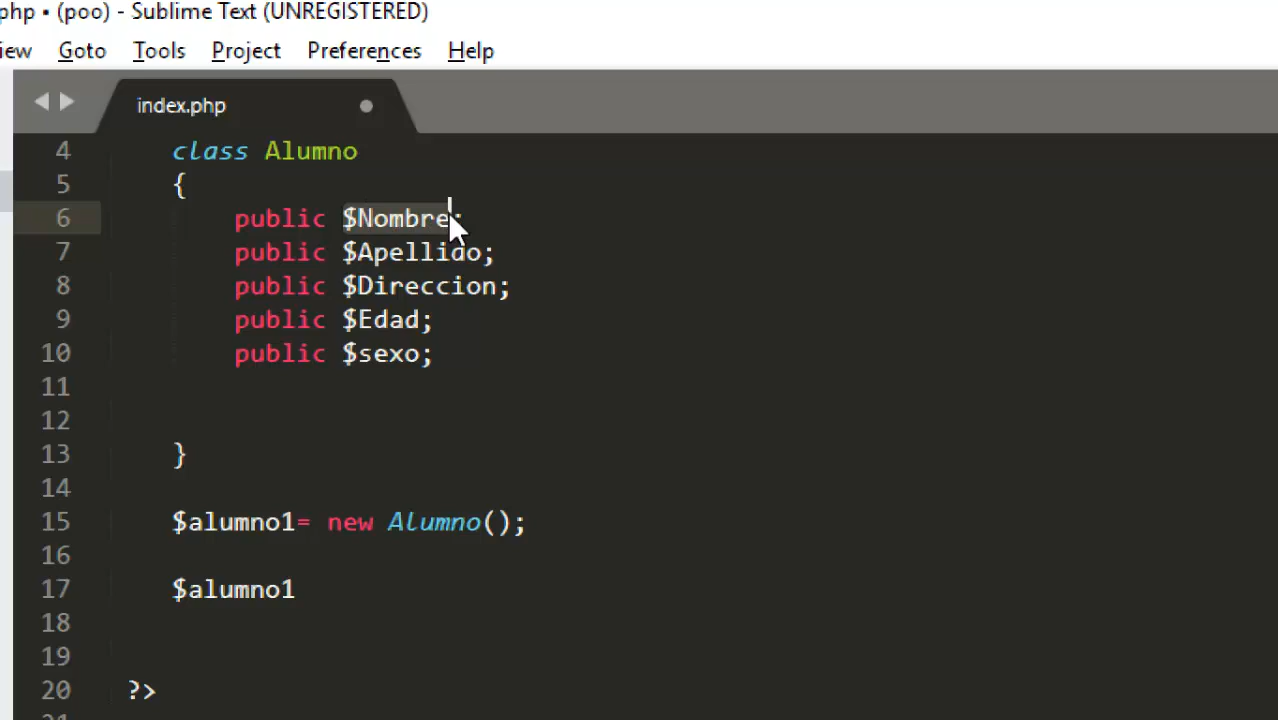 php • (poo) - Sublime Text (UNREGISTERED)
iew Goto Tools Project Preferences Help
index.php
4 class Alumno
5 {
6 public $Nombre;
7 public $Apellido;
8 public $Direccion;
9 public $Edad;
10 public $sexo;
11
12
13 }
14
15 $alumno1= new Alumno();
16
17 $alumno1
18
19
20 ?>